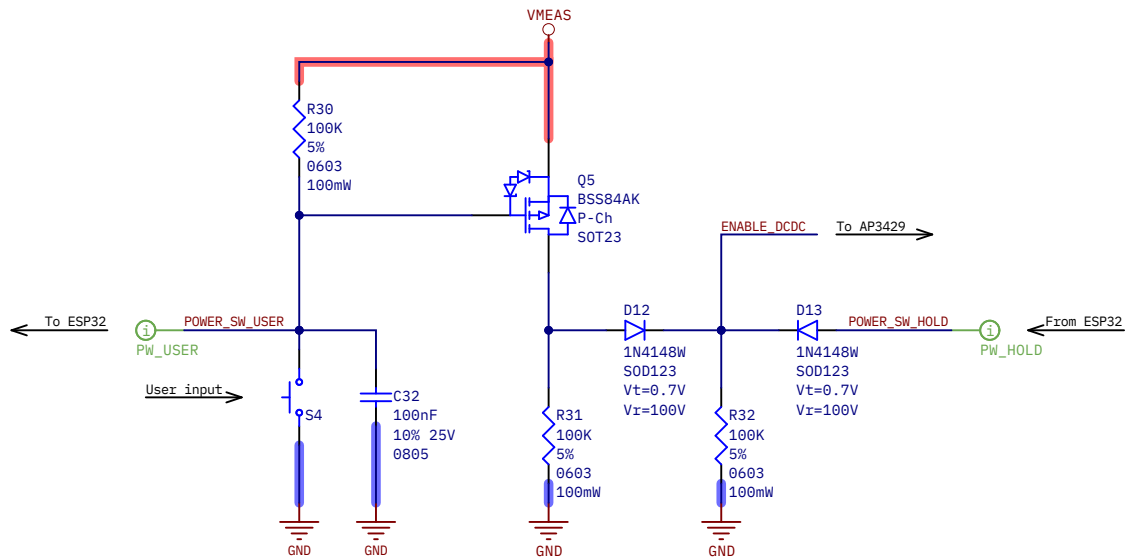 VMEAS
R30
100K
5%
0603
100mW
Q5
BSS84AK
P-Ch
SOT23
ENABLE_DCDC
To AP3429
To ESP32
i
PW_USER
POWER_SW_USER
D12
1N4148W
SOD123
Vt=0.7V
Vr=100V
D13
1N4148W
SOD123
Vt=0.7V
Vr=100V
POWER_SW_HOLD
i
PW_HOLD
From ESP32
User input
S4
C32
100nF
10% 25V
0805
R31
100K
5%
0603
100mW
R32
100K
5%
0603
100mW
GND
GND
GND
GND